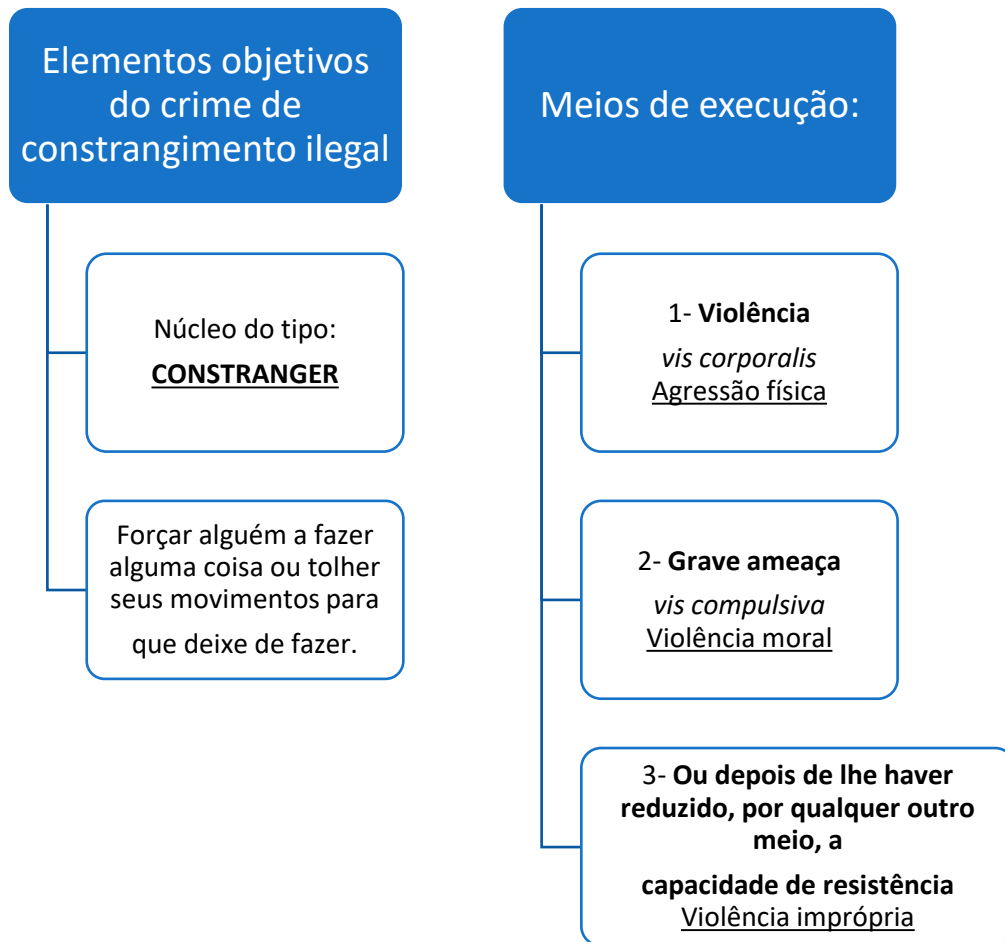 Elementos objetivos
do crime de
constrangimento ilegal
Núcleo do tipo:
CONSTRANGER
Forçar alguém a fazer
alguma coisa ou tolher
seus movimentos para
que deixe de fazer.
Meios de execução:
1- Violência
vis corporalis
Agressão física
2- Grave ameaça
vis compulsiva
Violência moral
3- Ou depois de lhe haver
reduzido, por qualquer outro
meio, a
capacidade de resistência
Violência imprópria